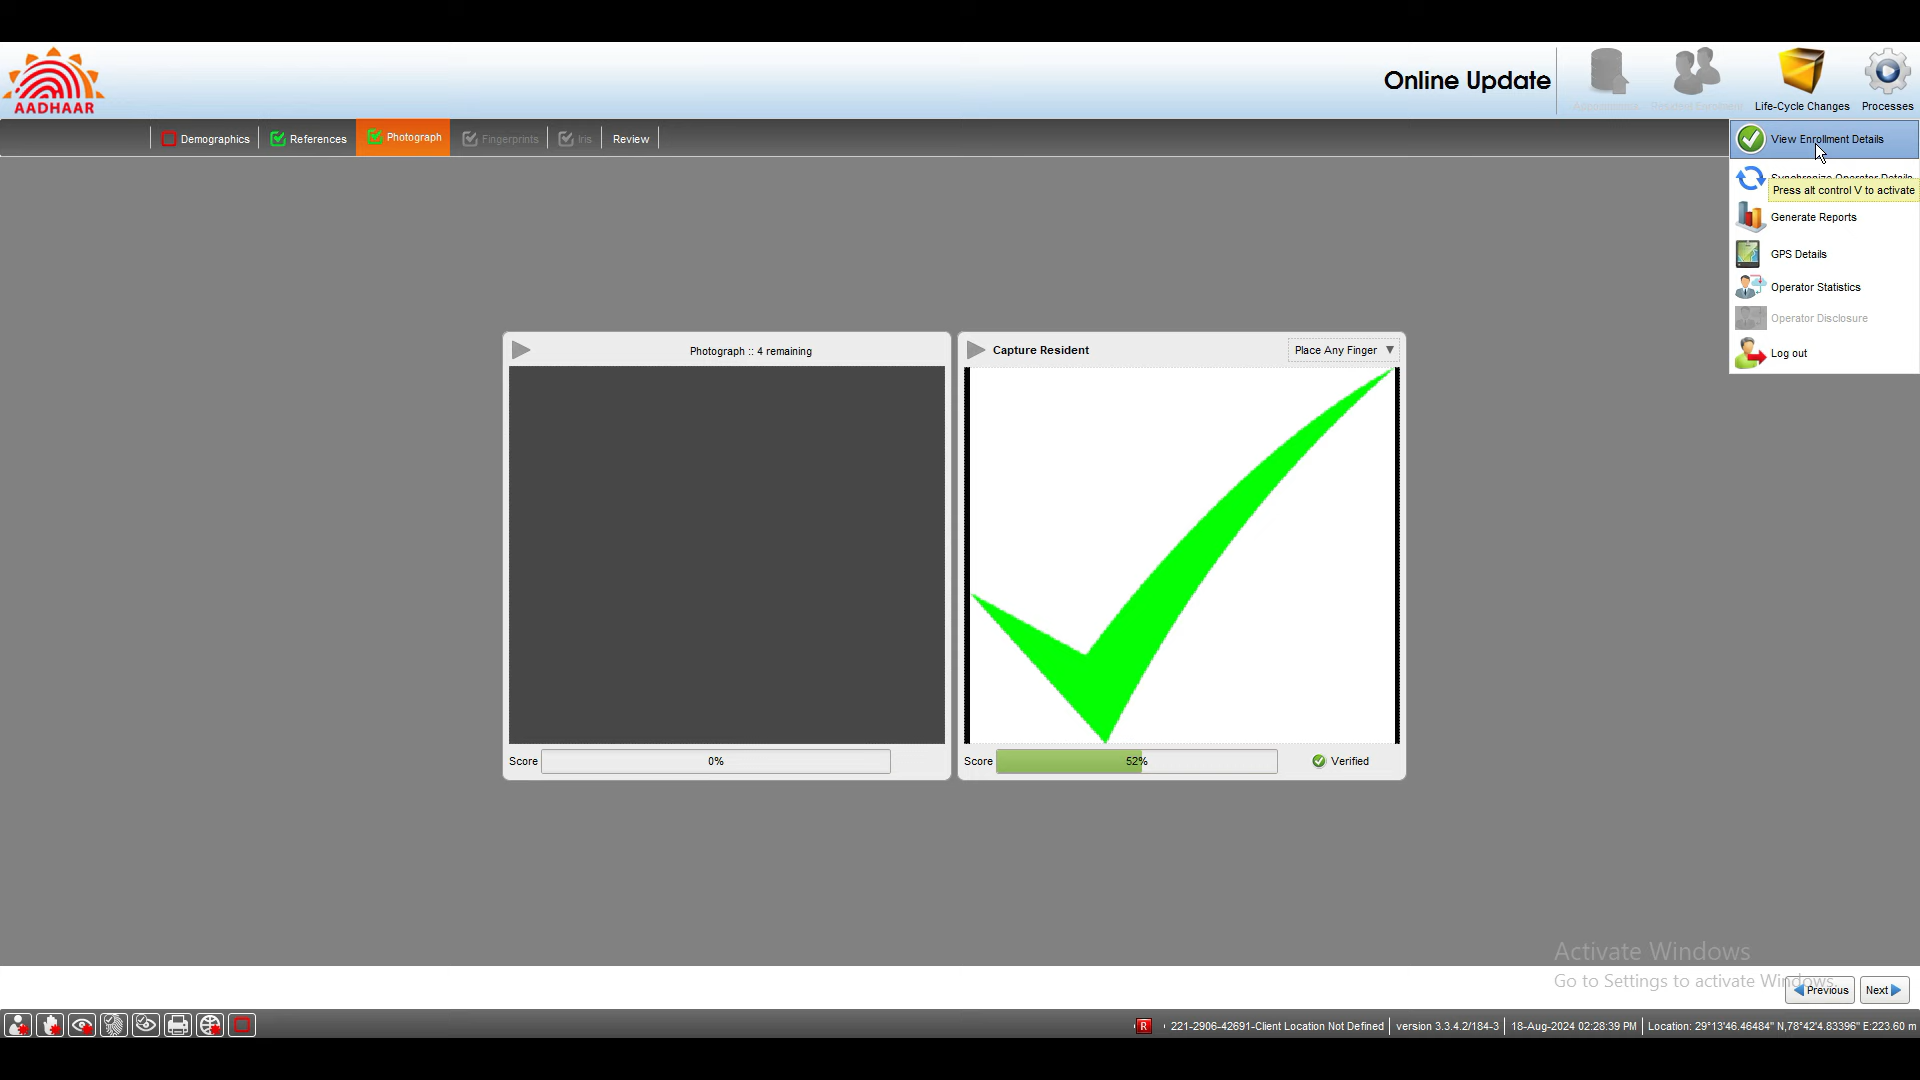 AADHAAR
Online Update
Life-Cycle Changes
Processes
Demographics
References
Photograph
Fingerprints
Iris
Review
View Enrollment Details
Press alt control V to activate
Generate Reports
GPS Details
Operator Statistics
Operator Disclosure
Log out
Photograph :: 4 remaining
Capture Resident
Place Any Finger
Score
0%
Score
52%
Verified
Activate Windows
Go to Settings to activate Windows.
Previous
Next
R
221-2906-42691-Client Location Not Defined
version 3.3.4.2/184-3
18-Aug-2024 02:28:39 PM
Location: 29°13'46.46484" N,78°42'4.83396" E:223.60 m